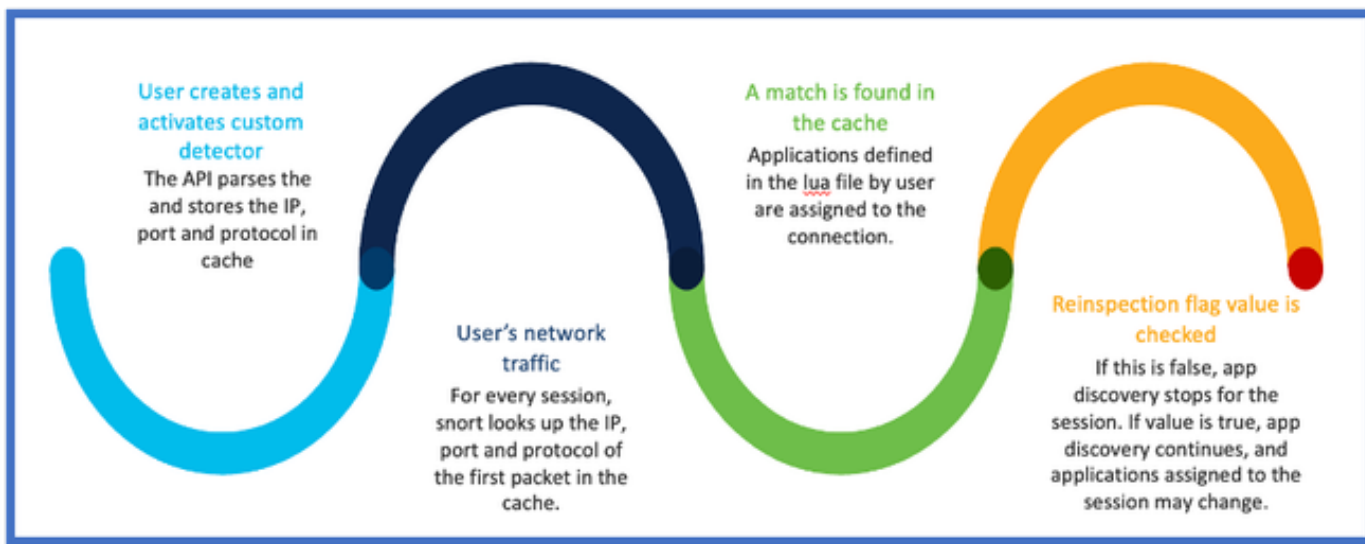 User creates and
activates custom
detector
The API parses the
and stores the IP,
port and protocol in
cache
User's network
traffic
For every session,
snort looks up the IP,
port and protocol of
the first packet in the
cache.
A match is found in
the cache
Applications defined
in the lua file by user
are assigned to the
connection.
Reinspection flag value is
checked
If this is false, app
discovery stops for the
session. If value is true, app
discovery continues, and
applications assigned to the
session may change.